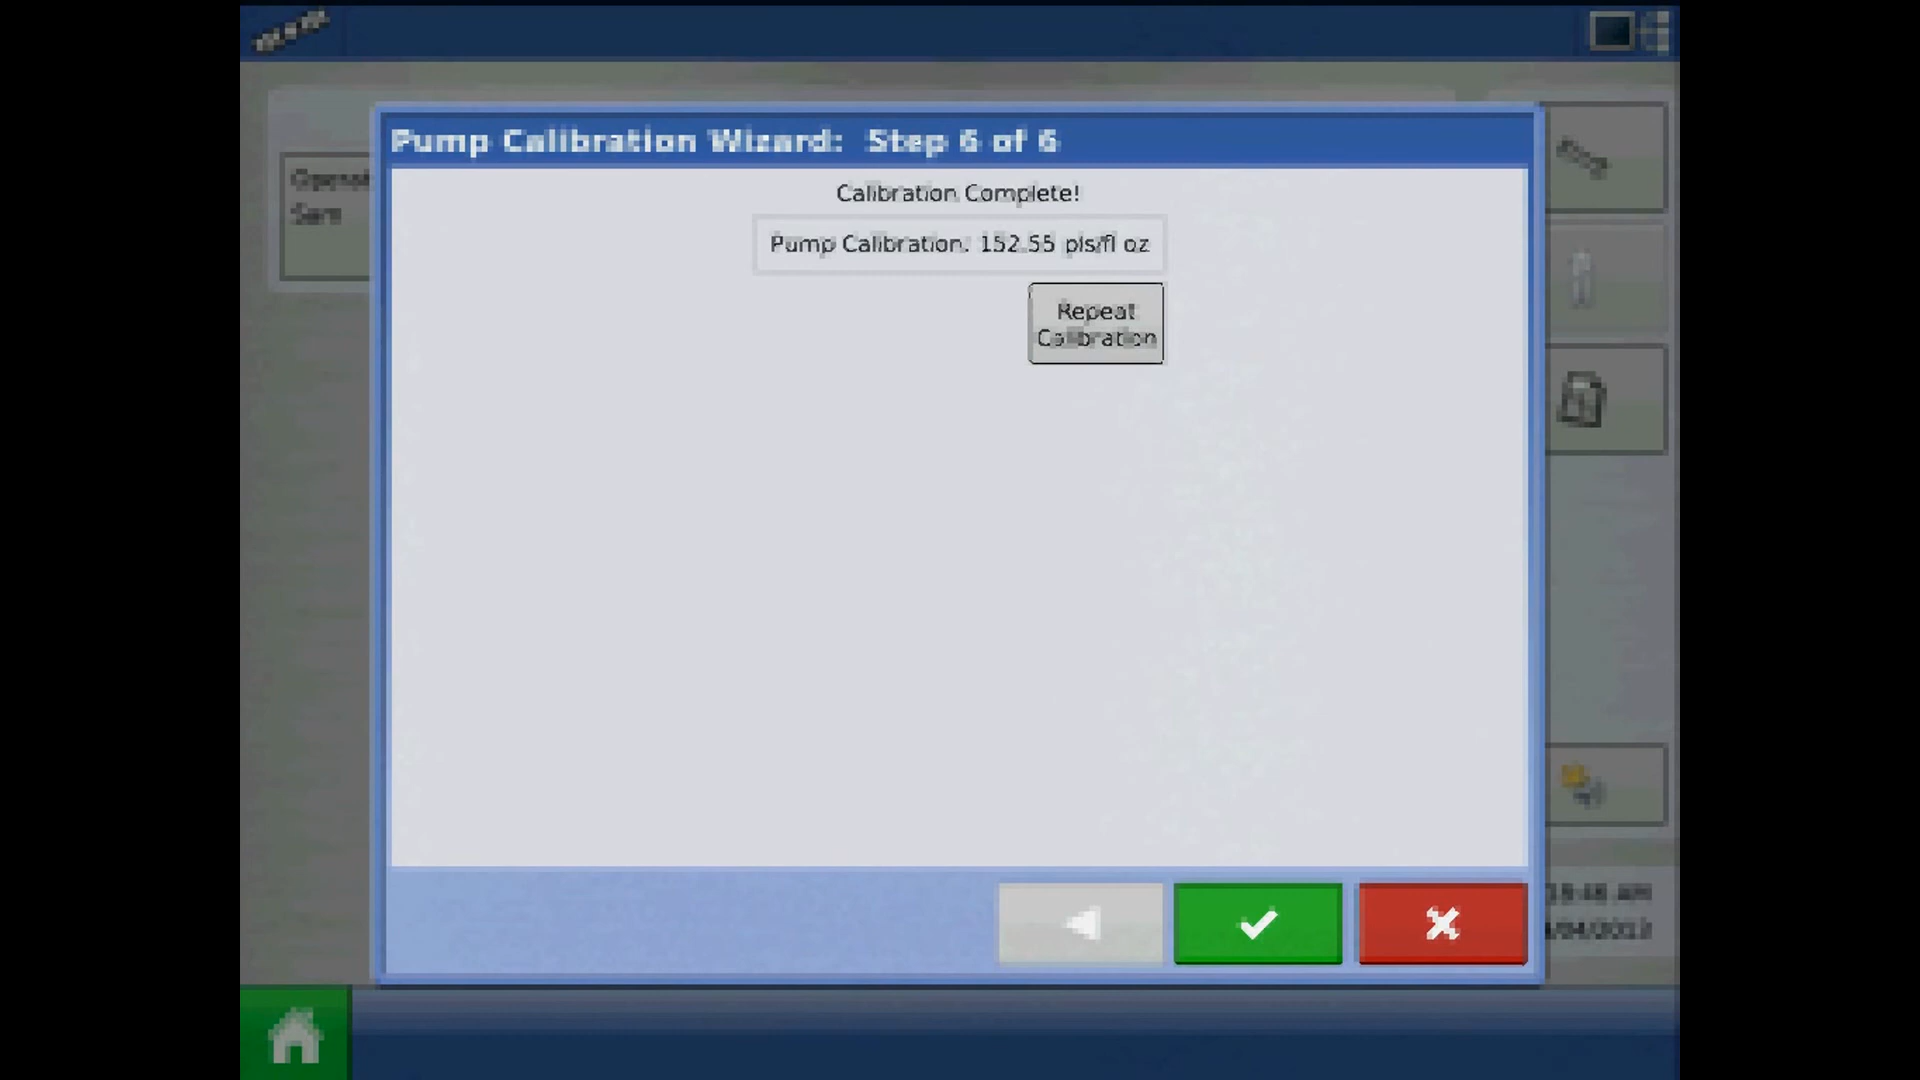 Pump Calibration Wizard: Step 6 of 6
Calibration Complete!
Pump Calibration: 152.55 pls/fl oz
Repeat
Calibration